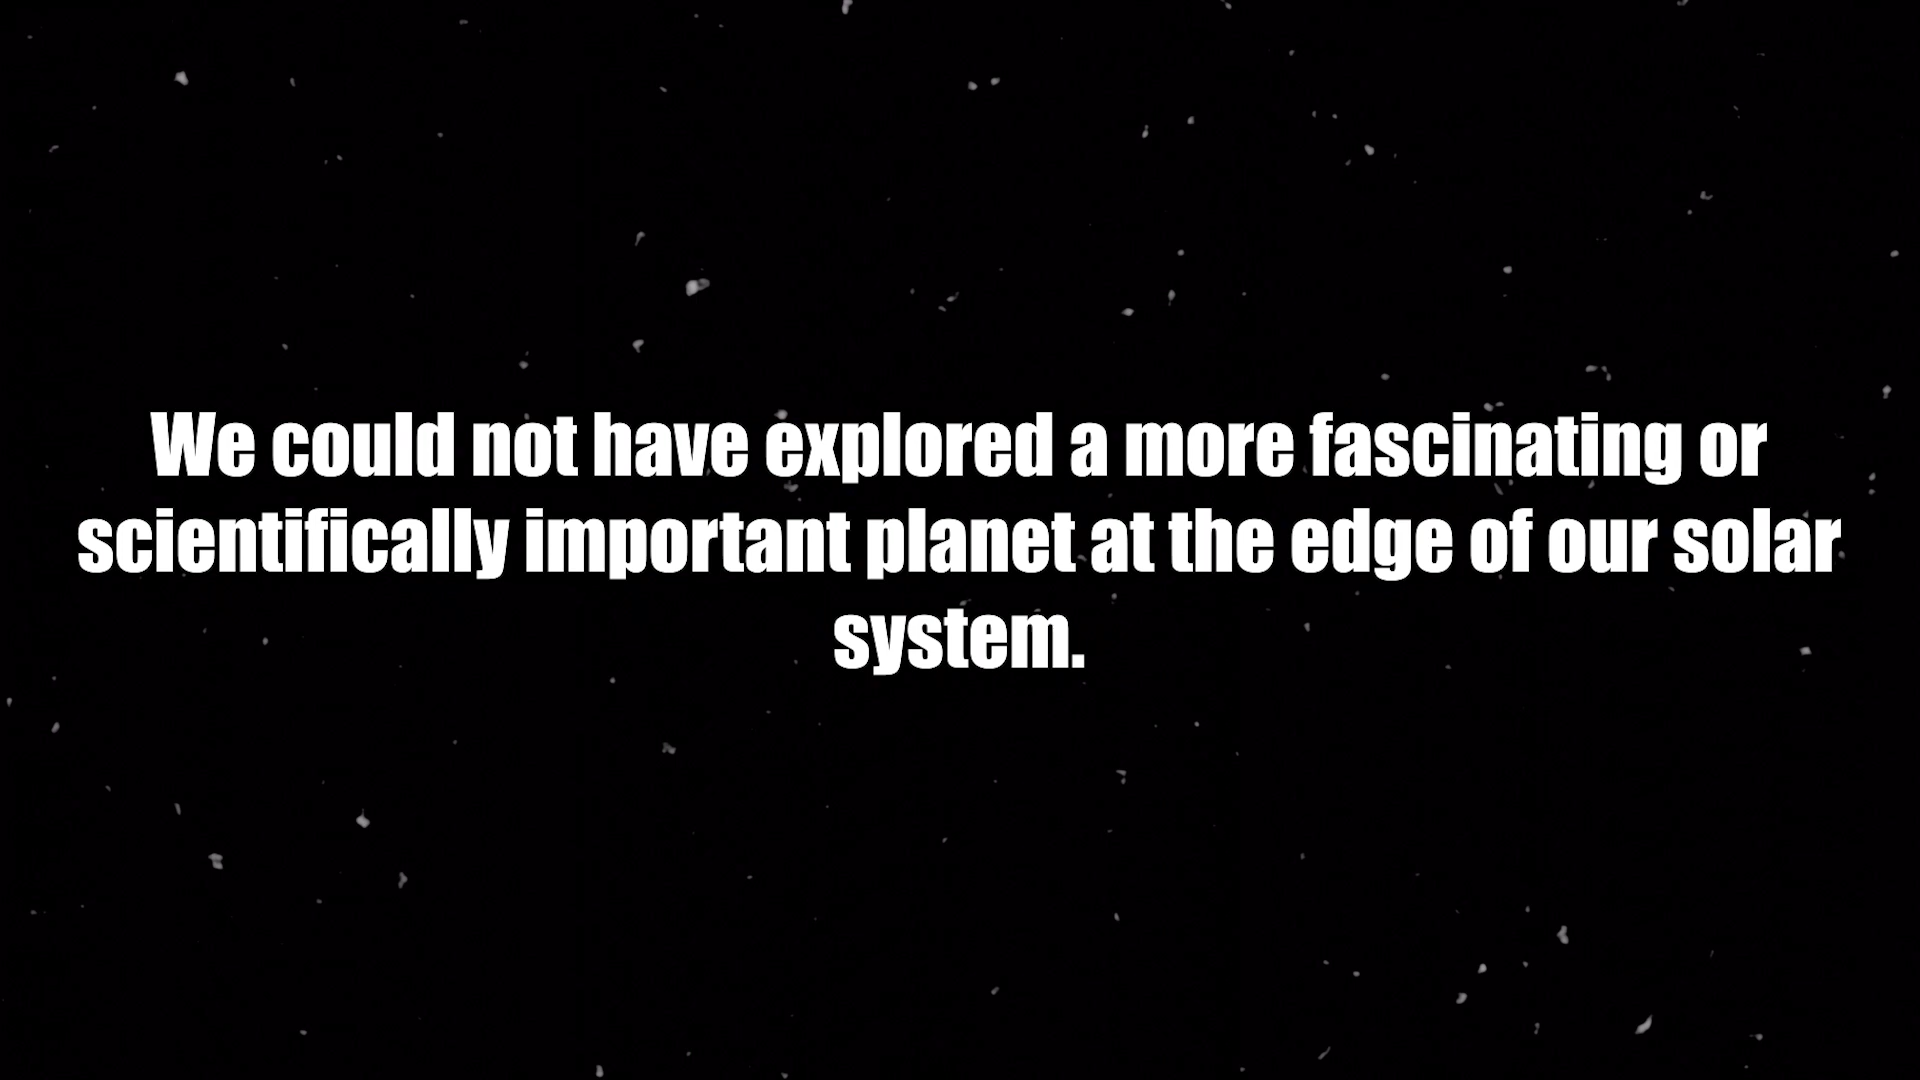 We could not have explored a more fascinating or
scientifically important planet at the edge of our solar
system.